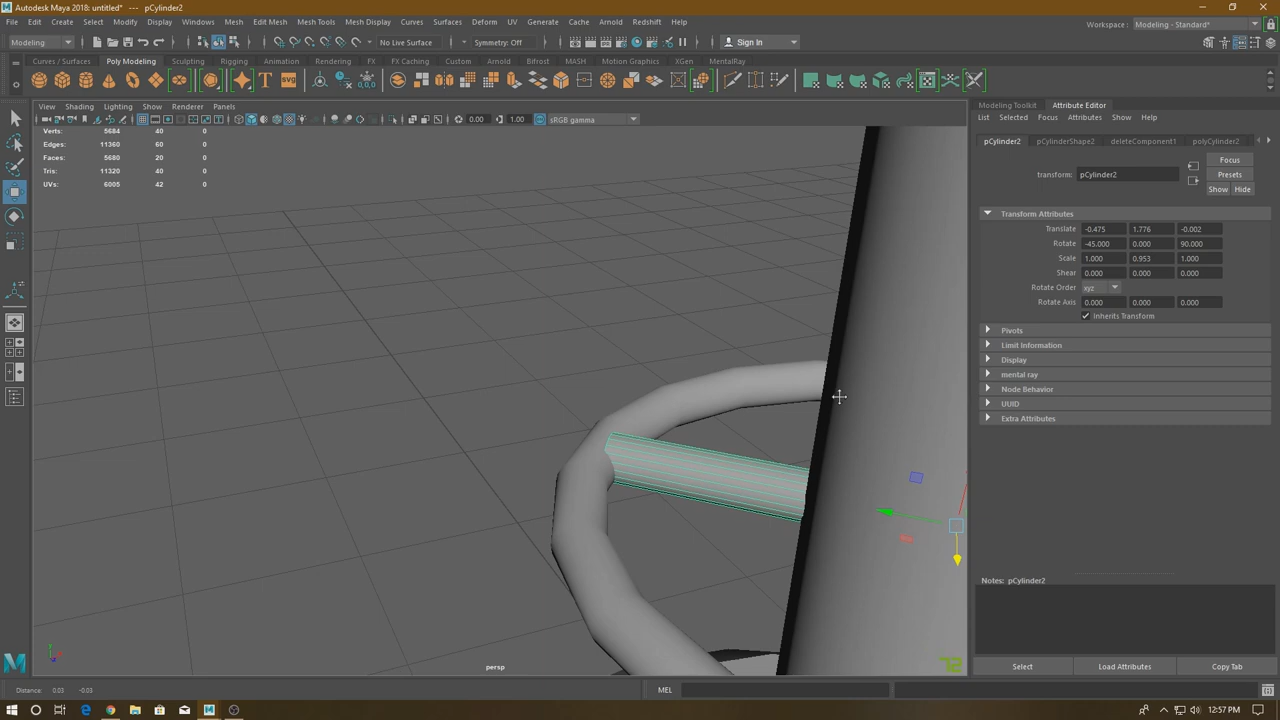 Autodesk Maya 2018: untitled*  ---  pCylinder2
File Edit Create Select Modify Display Windows Mesh Edit Mesh Mesh Tools Mesh Display Curves Surfaces Deform UV Generate Cache Arnold Redshift Help
Workspace : Modeling - Standard*
Modeling No Live Surface Symmetry: Off Sign In
Curves / Surfaces Poly Modeling Sculpting Rigging Animation Rendering FX FX Caching Custom Arnold Bifrost MASH Motion Graphics XGen MentalRay
T SVG
View Shading Lighting Show Renderer Panels
Modeling Toolkit Attribute Editor
0.00 1.00 sRGB gamma
List Selected Focus Attributes Show Help
Verts: 5684 40 0
Edges: 11360 60 0
Faces: 5680 20 0
Tris: 11320 40 0
UVs: 6005 42 0
pCylinder2 pCylinderShape2 deleteComponent1 polyCylinder2
Focus
transform: pCylinder2
Presets
Show Hide
Transform Attributes
Translate -0.475 1.776 -0.002
Rotate -45.000 0.000 90.000
Scale 1.000 0.953 1.000
Shear 0.000 0.000 0.000
Rotate Order xyz
Rotate Axis 0.000 0.000 0.000
Inherits Transform
Pivots
Limit Information
Display
mental ray
Node Behavior
UUID
Extra Attributes
Notes: pCylinder2
persp
72
Select Load Attributes Copy Tab
Distance: 0.03 -0.03
MEL
12:57 PM